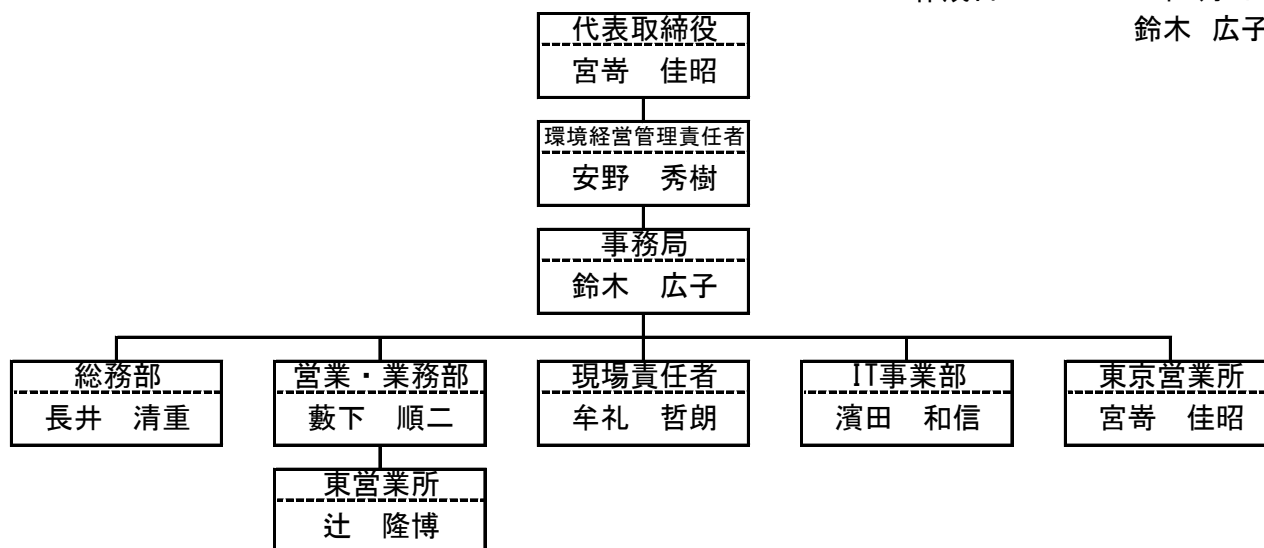 代表取締役
鈴木 広子
宮嵜 佳昭
環境経営管理責任者
安野 秀樹
事務局
鈴木 広子
総務部 営業・業務部 現場責任者 IT事業部 東京営業所
長井 清重 藪下 順二 牟礼 哲朗 濱田 和信 宮嵜 佳昭
東営業所
辻 隆博